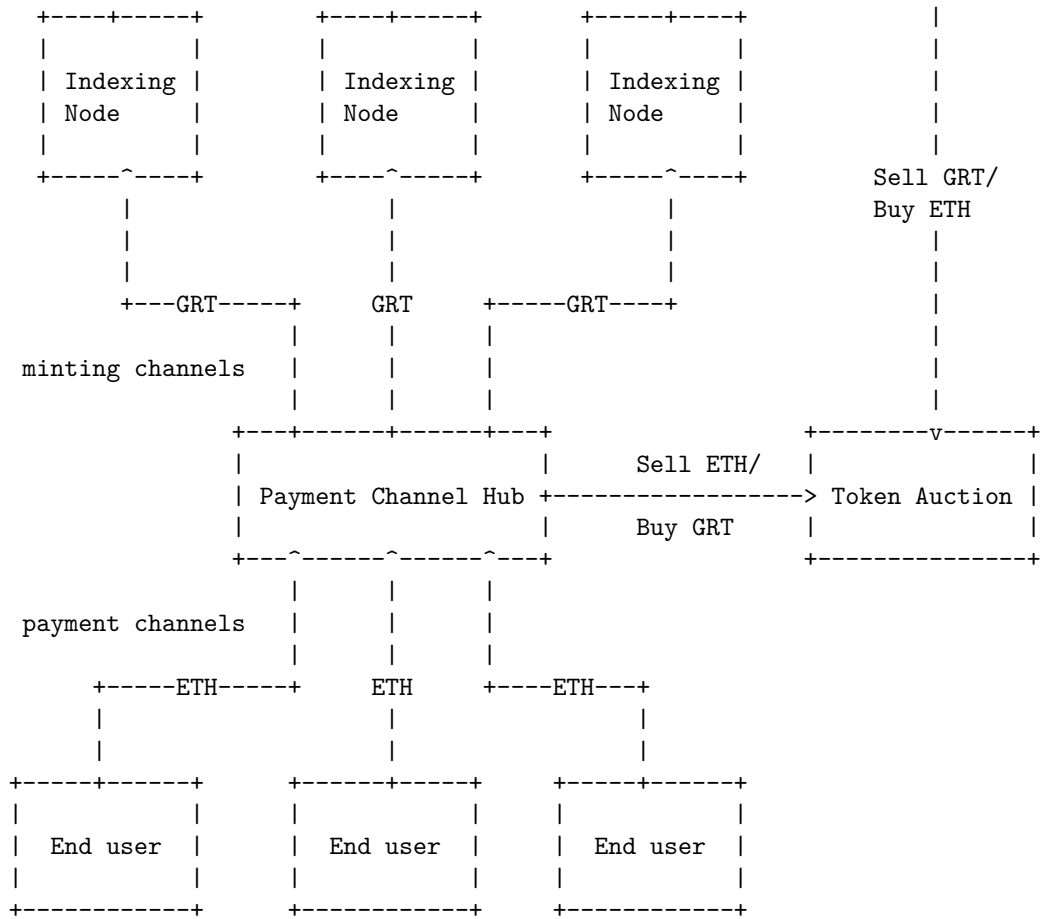 Indexing Indexing Indexing
Node Node Node
Sell GRT/
Buy ETH
GRT GRT GRT
minting channels
Sell ETH/
Payment Channel Hub Token Auction
Buy GRT
payment channels
ETH ETH ETH
End user End user End user